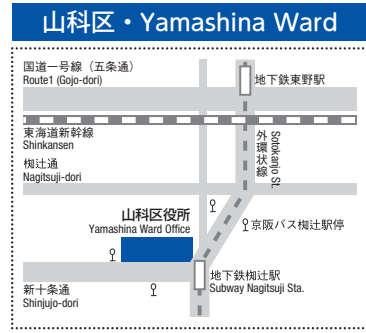 山科区・Yamashina Ward
国道一号線（五条通）
Route1 (Gojo-dori)
地下鉄東野駅
東海道新幹線
Shinkansen
外環状線
Sotokanjo St.
椥辻通
Nagitsuji-dori
山科区役所
Yamashina Ward Office
京阪バス椥辻駅停
地下鉄椥辻駅
Subway Nagitsuji Sta.
新十条通
Shinjujo-dori